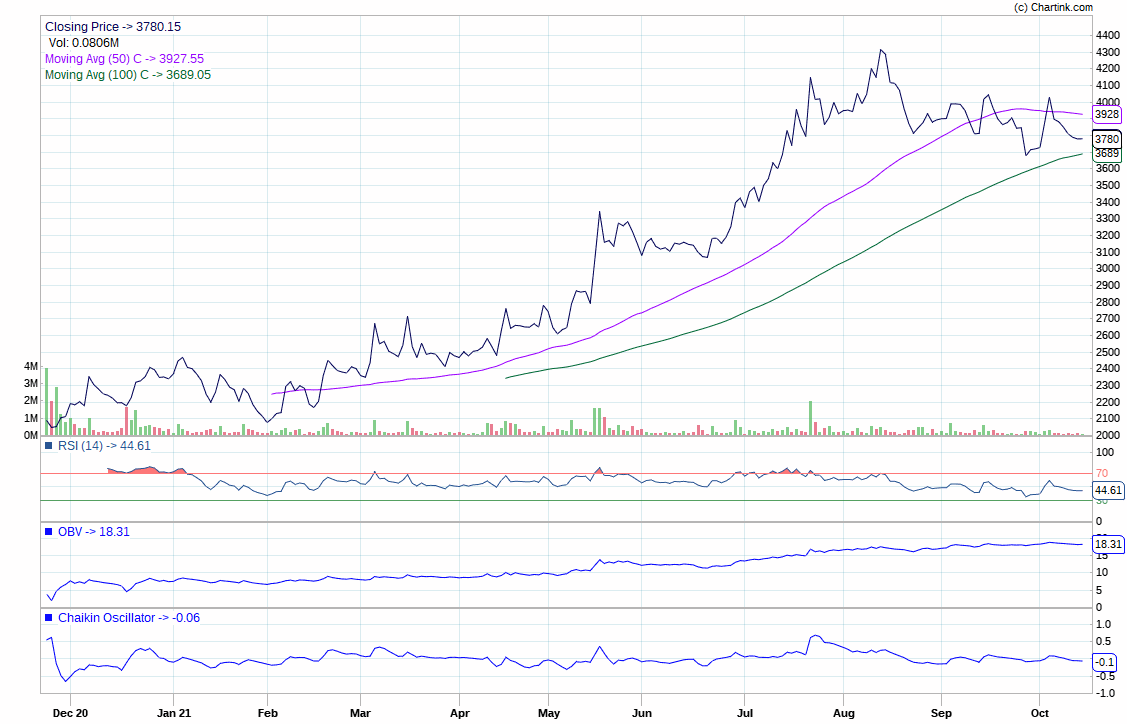 (c) Chartink.com
Closing Price -> 3780.15
Vol: 0.0806M
Moving Avg (50) C -> 3927.55
Moving Avg (100) C -> 3689.05
4400
4300
4200
4100
4000
3928
3780
3689
3600
3500
3400
3300
3200
3100
3000
2900
2800
2700
2600
2500
2400
2300
2200
2100
2000
4M
3M
2M
1M
0M
RSI (14) -> 44.61
100
70
44.61
30
0
OBV -> 18.31
18.31
15
10
5
0
Chaikin Oscillator -> -0.06
1.0
0.5
-0.1
-0.5
-1.0
Dec 20 Jan 21 Feb Mar Apr May Jun Jul Aug Sep Oct